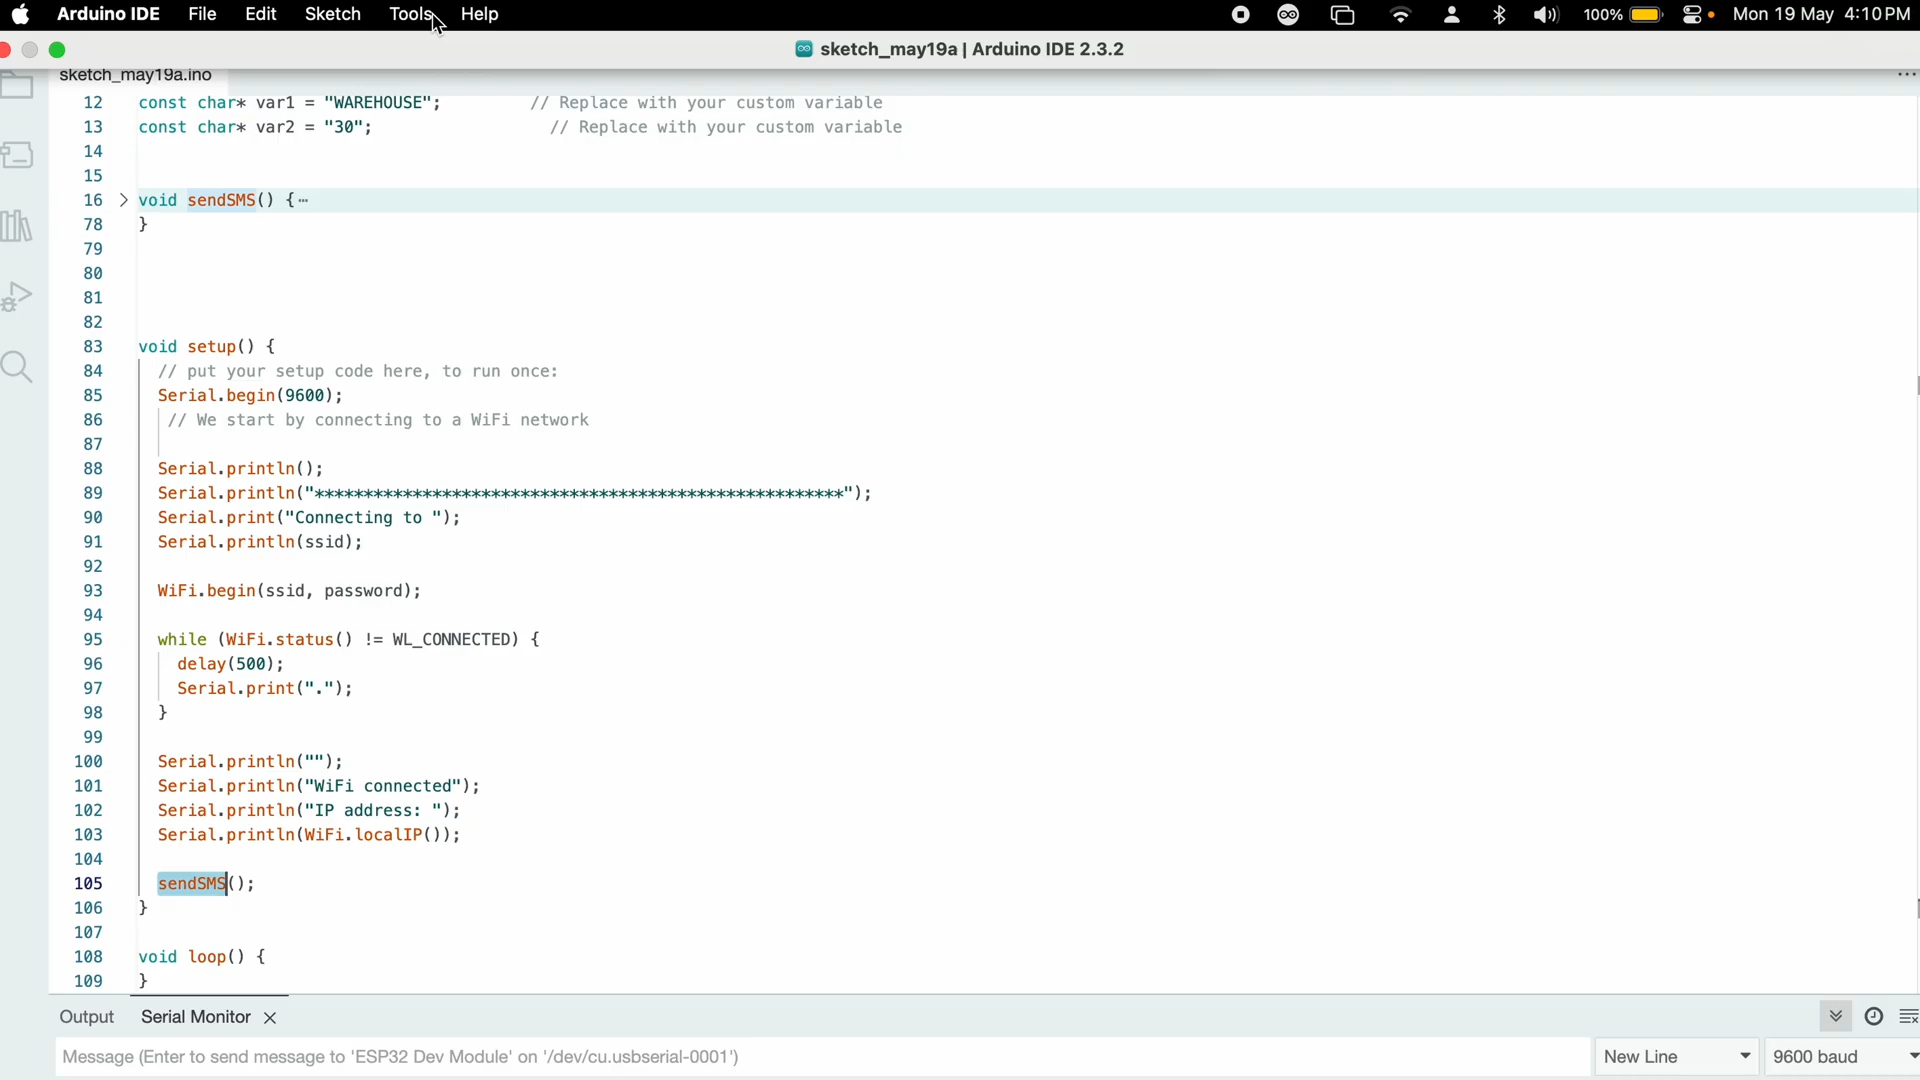 Arduino IDE File Edit Sketch Tools Help 100% Mon 19 May 4:10 PM
sketch_may19a | Arduino IDE 2.3.2
sketch_may19a.ino
12 const char* var1 = "WAREHOUSE"; // Replace with your custom variable
13 const char* var2 = "30"; // Replace with your custom variable
14
15
16 void sendSMS() {
78 }
79
80
81
82
83 void setup() {
84 // put your setup code here, to run once:
85 Serial.begin(9600);
86 // We start by connecting to a WiFi network
87
88 Serial.println();
89 Serial.println("******************************************************");
90 Serial.print("Connecting to ");
91 Serial.println(ssid);
92
93 WiFi.begin(ssid, password);
94
95 while (WiFi.status() != WL_CONNECTED) {
96 delay(500);
97 Serial.print(".");
98 }
99
100 Serial.println("");
101 Serial.println("WiFi connected");
102 Serial.println("IP address: ");
103 Serial.println(WiFi.localIP());
104
105 sendSMS();
106 }
107
108 void loop() {
109 }
Output Serial Monitor
Message (Enter to send message to 'ESP32 Dev Module' on '/dev/cu.usbserial-0001') New Line 9600 baud